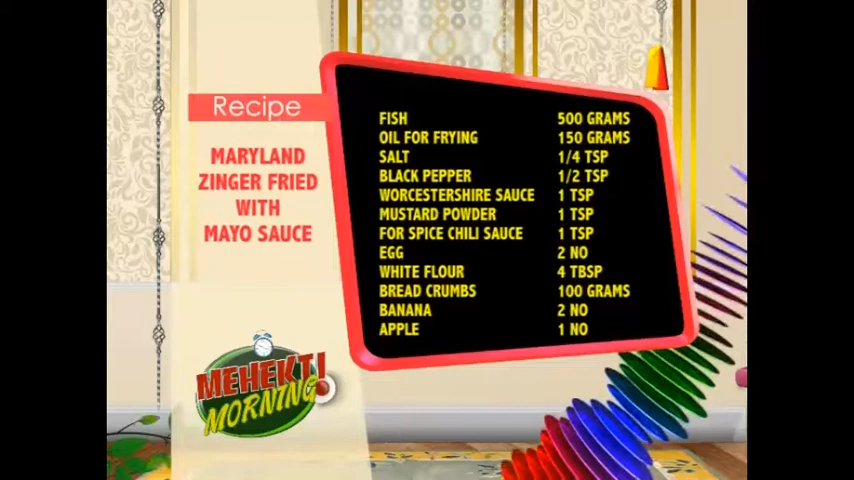 Recipe
MARYLAND
ZINGER FRIED
WITH
MAYO SAUCE
FISH 500 GRAMS
OIL FOR FRYING 150 GRAMS
SALT 1/4 TSP
BLACK PEPPER 1/2 TSP
WORCESTERSHIRE SAUCE 1 TSP
MUSTARD POWDER 1 TSP
FOR SPICE CHILI SAUCE 1 TSP
EGG 2 NO
WHITE FLOUR 4 TBSP
BREAD CRUMBS 100 GRAMS
BANANA 2 NO
APPLE 1 NO
MEHEKTI
MORNING